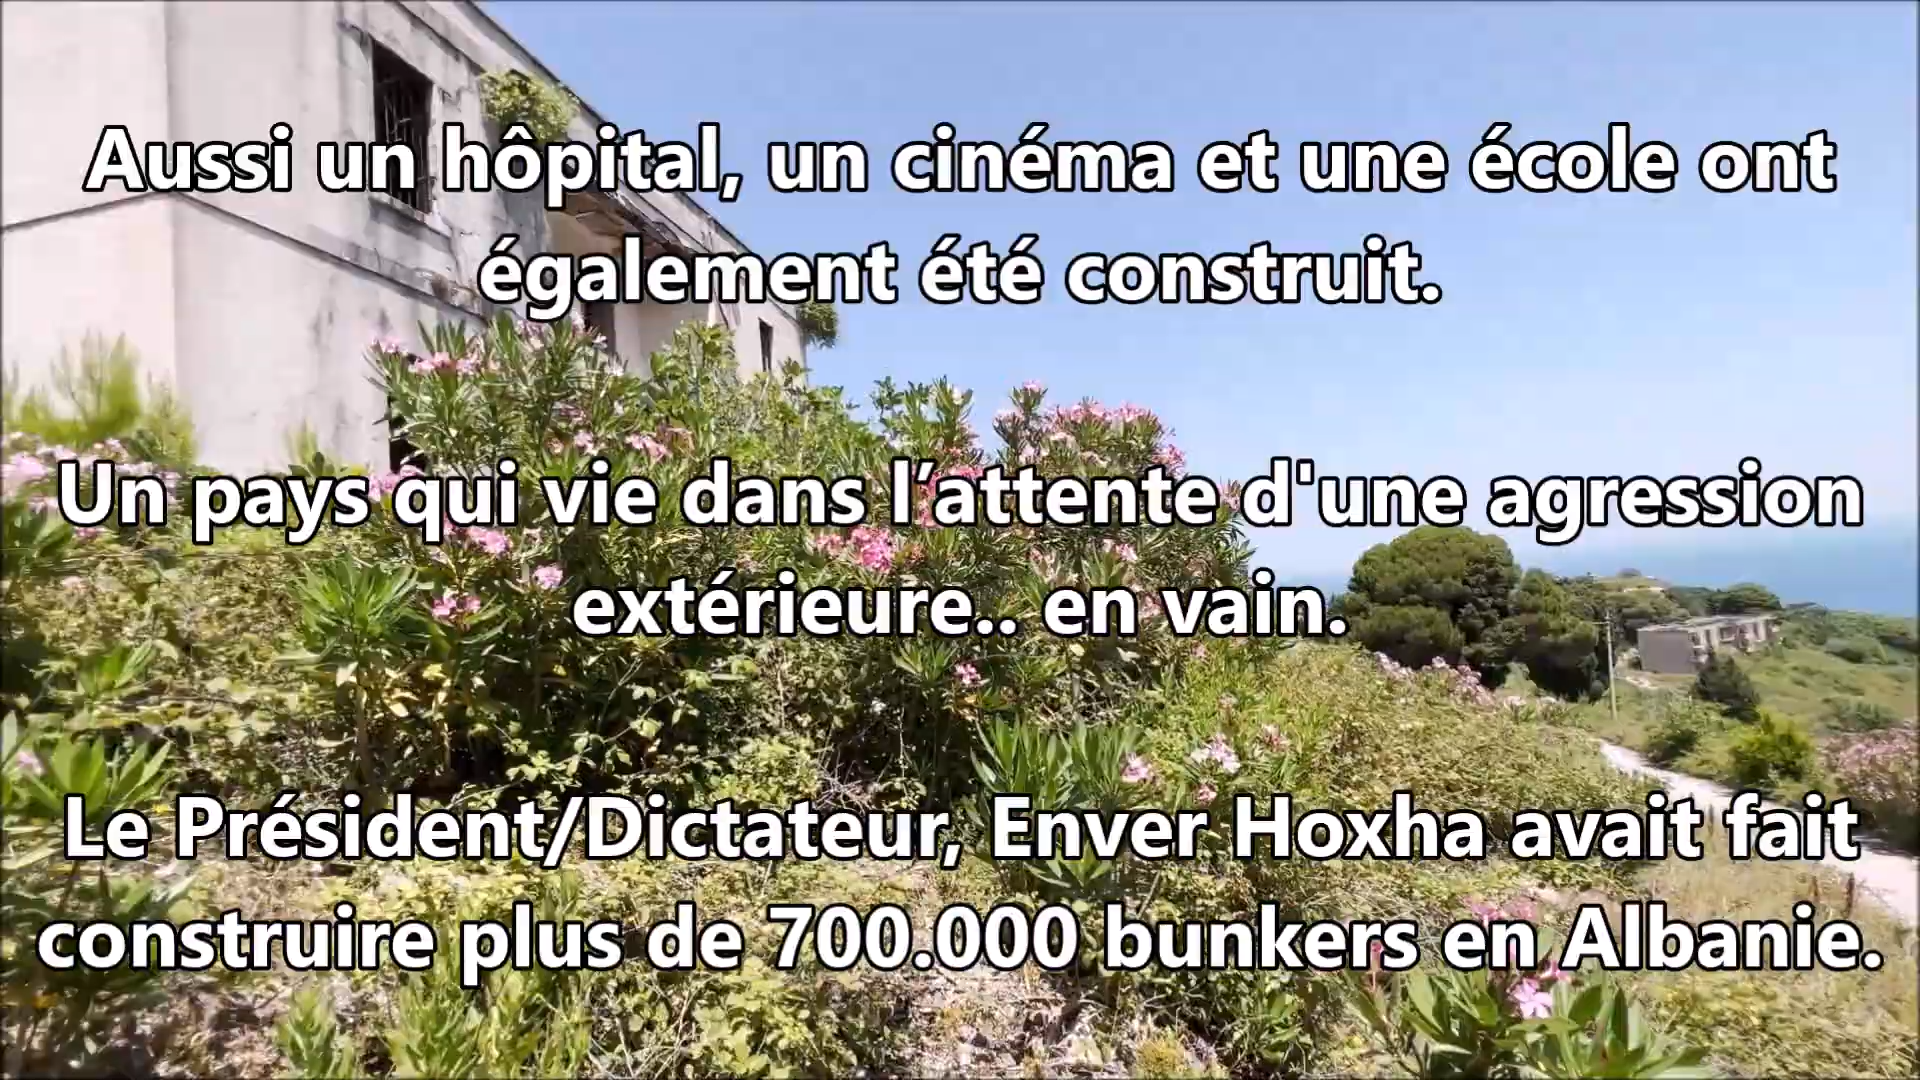 Aussi un hôpital, un cinéma et une école ont
également été construit.
Un pays qui vie dans l’attente d'une agression
extérieure.. en vain.
Le Président/Dictateur, Enver Hoxha avait fait
construire plus de 700.000 bunkers en Albanie.